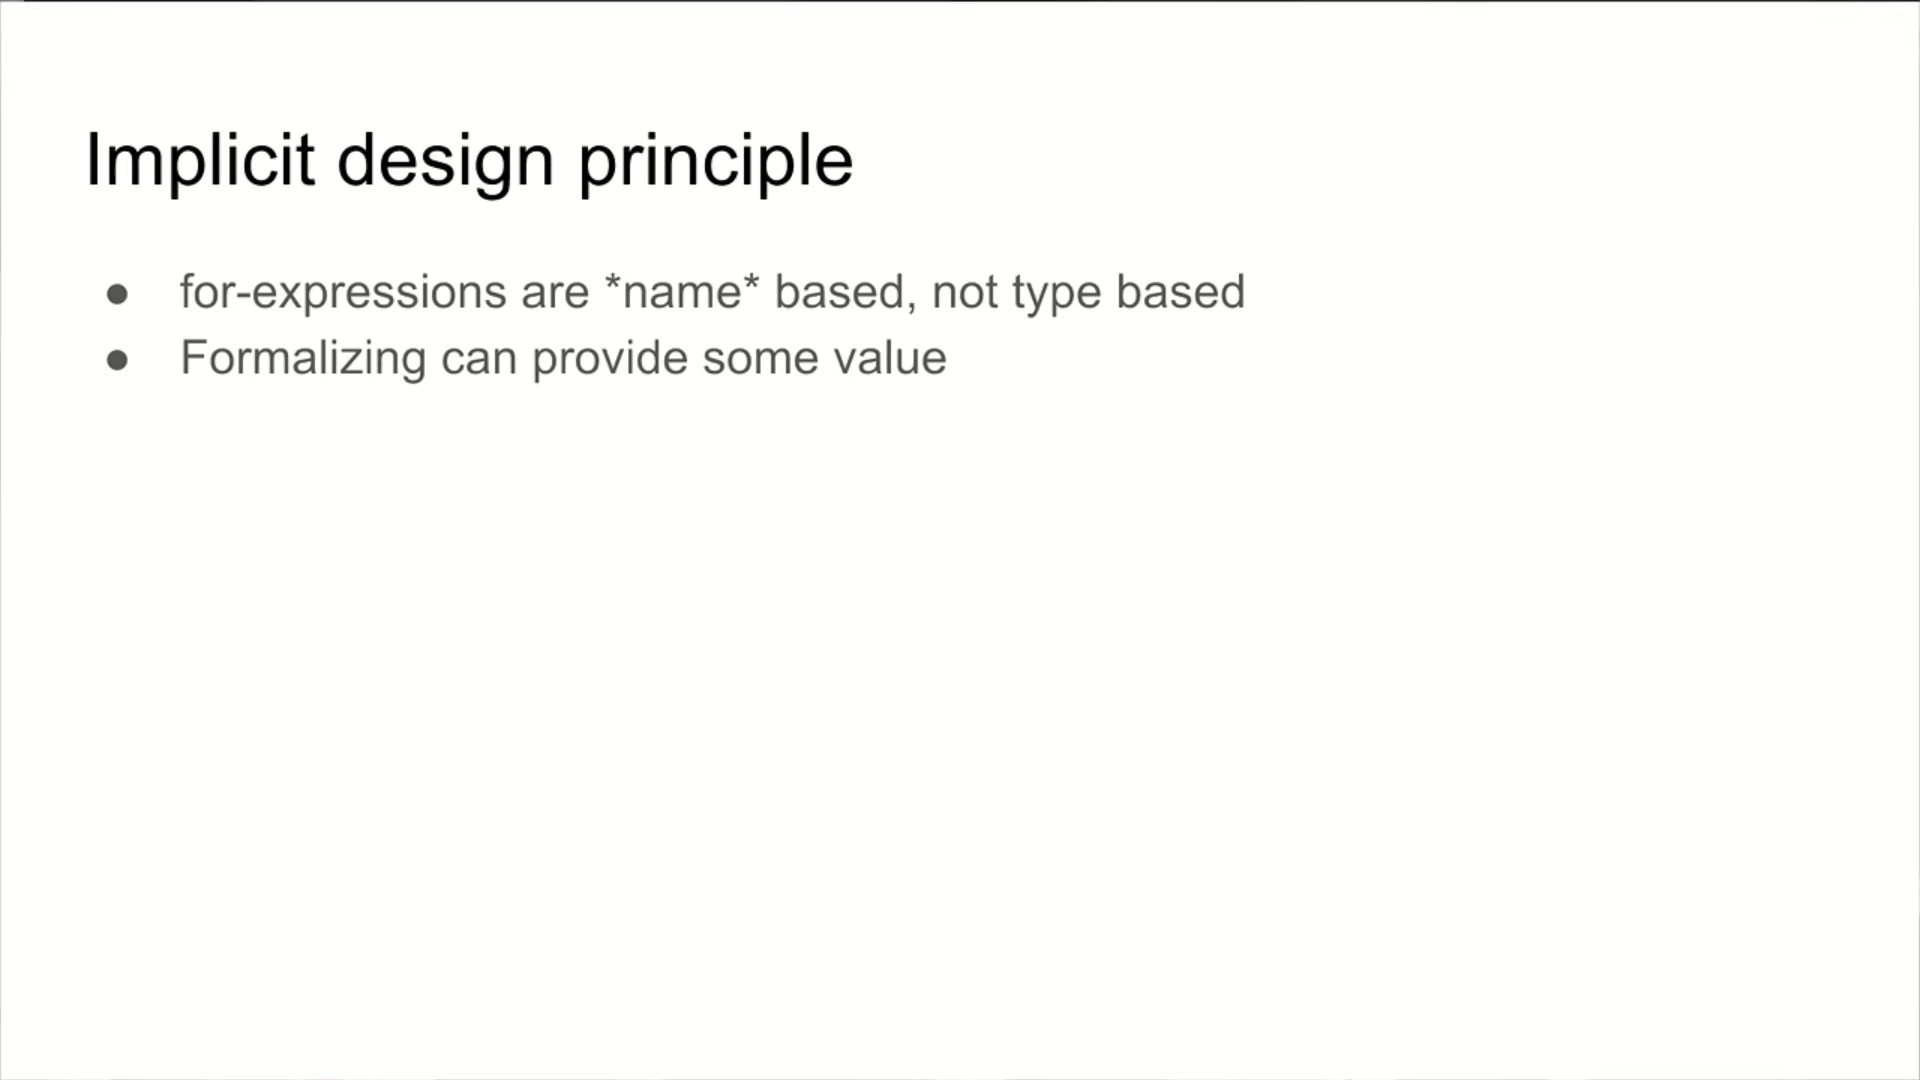 Implicit design principle
● for-expressions are *name* based, not type based
● Formalizing can provide some value